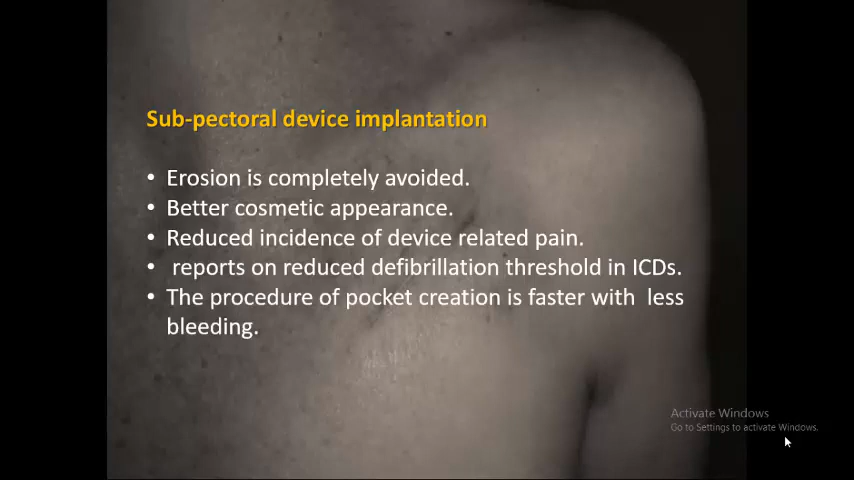 Sub-pectoral device implantation
• Erosion is completely avoided.
• Better cosmetic appearance.
• Reduced incidence of device related pain.
• reports on reduced defibrillation threshold in ICDs.
• The procedure of pocket creation is faster with less
bleeding.
Activate Windows
Go to Settings to activate Windows.